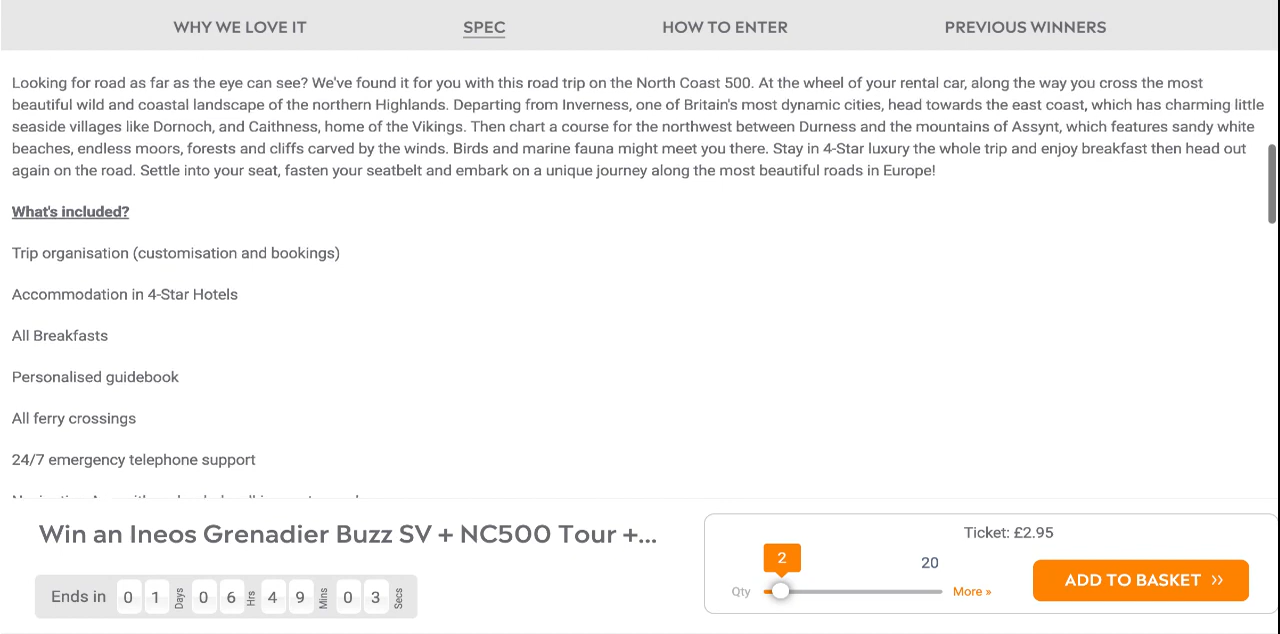 WHY WE LOVE IT SPEC HOW TO ENTER PREVIOUS WINNERS
Looking for road as far as the eye can see? We've found it for you with this road trip on the North Coast 500. At the wheel of your rental car, along the way you cross the most
beautiful wild and coastal landscape of the northern Highlands. Departing from Inverness, one of Britain's most dynamic cities, head towards the east coast, which has charming little
seaside villages like Dornoch, and Caithness, home of the Vikings. Then chart a course for the northwest between Durness and the mountains of Assynt, which features sandy white
beaches, endless moors, forests and cliffs carved by the winds. Birds and marine fauna might meet you there. Stay in 4-Star luxury the whole trip and enjoy breakfast then head out
again on the road. Settle into your seat, fasten your seatbelt and embark on a unique journey along the most beautiful roads in Europe!
What's included?
Trip organisation (customisation and bookings)
Accommodation in 4-Star Hotels
All Breakfasts
Personalised guidebook
All ferry crossings
24/7 emergency telephone support
Win an Ineos Grenadier Buzz SV + NC500 Tour +...
Ends in 0 1 Days 0 6 Hrs 4 9 Mins 0 3 Secs
Ticket: £2.95
2 20
Qty More »
ADD TO BASKET »